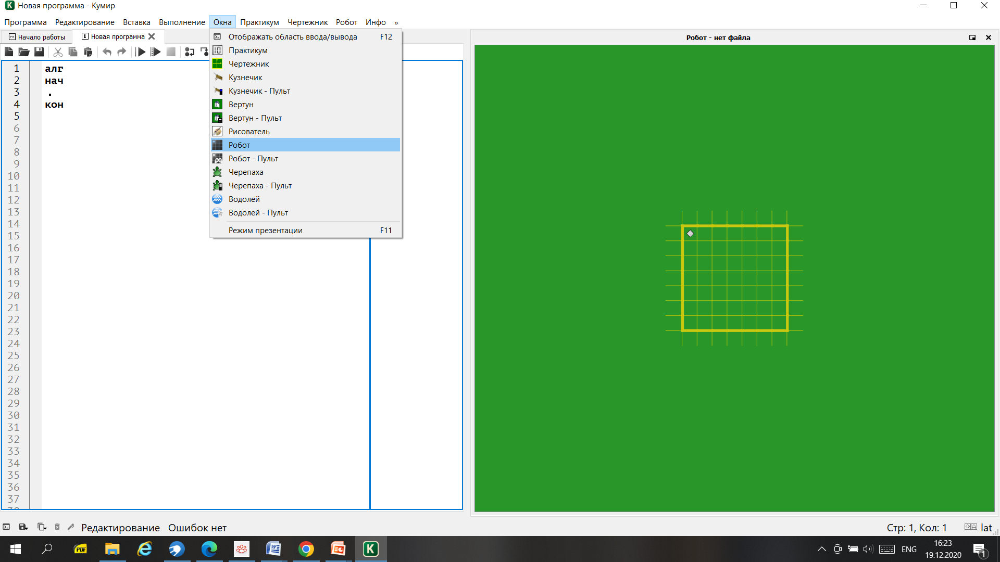 Новая программа - Кумир
Программа Редактирование Вставка Выполнение Окна Практикум Чертежник Робот Инфо »
Начало работы
1 Новая программа
Отображать область ввода/вывода F12
Практикум
Чертежник
Кузнечик
Кузнечик - Пульт
Вертун
Вертун - Пульт
Рисователь
Робот
Робот - Пульт
Черепаха
Черепаха - Пульт
Водолей
Водолей - Пульт
Режим презентации F11
1 алг
2 нач
3 .
4 кон
5
6
7
8
9
10
11
12
13
14
15
16
17
18
19
20
21
22
23
24
25
26
27
28
29
30
31
32
33
34
35
36
37
38
Робот - нет файла
Редактирование Ошибок нет
Стр: 1, Кол: 1 lat
PDF
ENG
16:23
19.12.2020
1